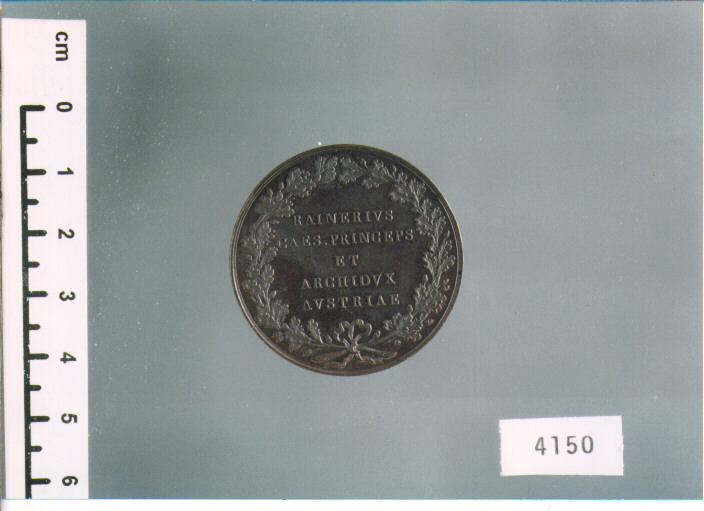 cm
0
1
2
3
4
5
6
RAINERIVS
CAES. PRINCEPS
ET
ARCHIDVX
AVSTRIAE
4150